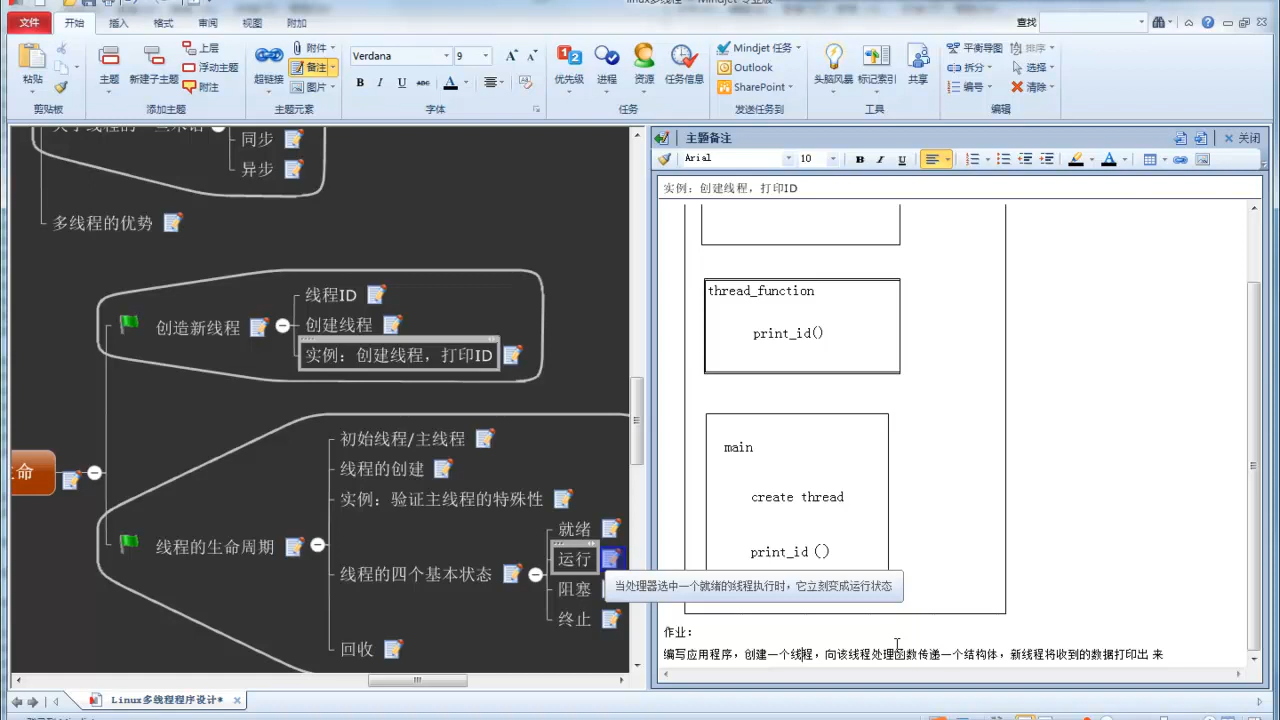 文件 开始 插入 格式 审阅 视图 附加 查找
粘贴 主题 新建子主题 上层 浮动主题 附注 超链接 附件 备注 图片 Verdana 9 优先级 进程 资源 任务信息 Mindjet 任务 Outlook SharePoint 头脑风暴 标记索引 共享 平衡导图 拆分 编号 排序 选择 清除
剪贴板 添加主题 主题元素 字体 任务 发送任务到 工具 编辑
同步
异步
多线程的优势
创造新线程
线程ID
创建线程
实例：创建线程，打印ID
线程的生命周期
初始线程/主线程
线程的创建
实例：验证主线程的特殊性
线程的四个基本状态
就绪
运行
阻塞
终止
回收
当处理器选中一个就绪的线程执行时，它立刻变成运行状态
主题备注 关闭
Arial 10
实例：创建线程，打印ID
thread_function
print_id()
main
create thread
print_id ()
作业：
编写应用程序，创建一个线程，向该线程处理函数传递一个结构体，新线程将收到的数据打印出 来
Linux多线程程序设计*